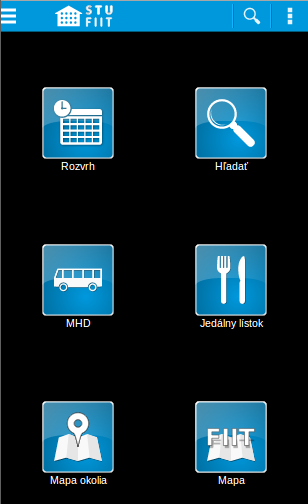 STU
FIIT
Rozvrh
Hľadať
MHD
Jedálny lístok
FIIT
Mapa okolia
Mapa